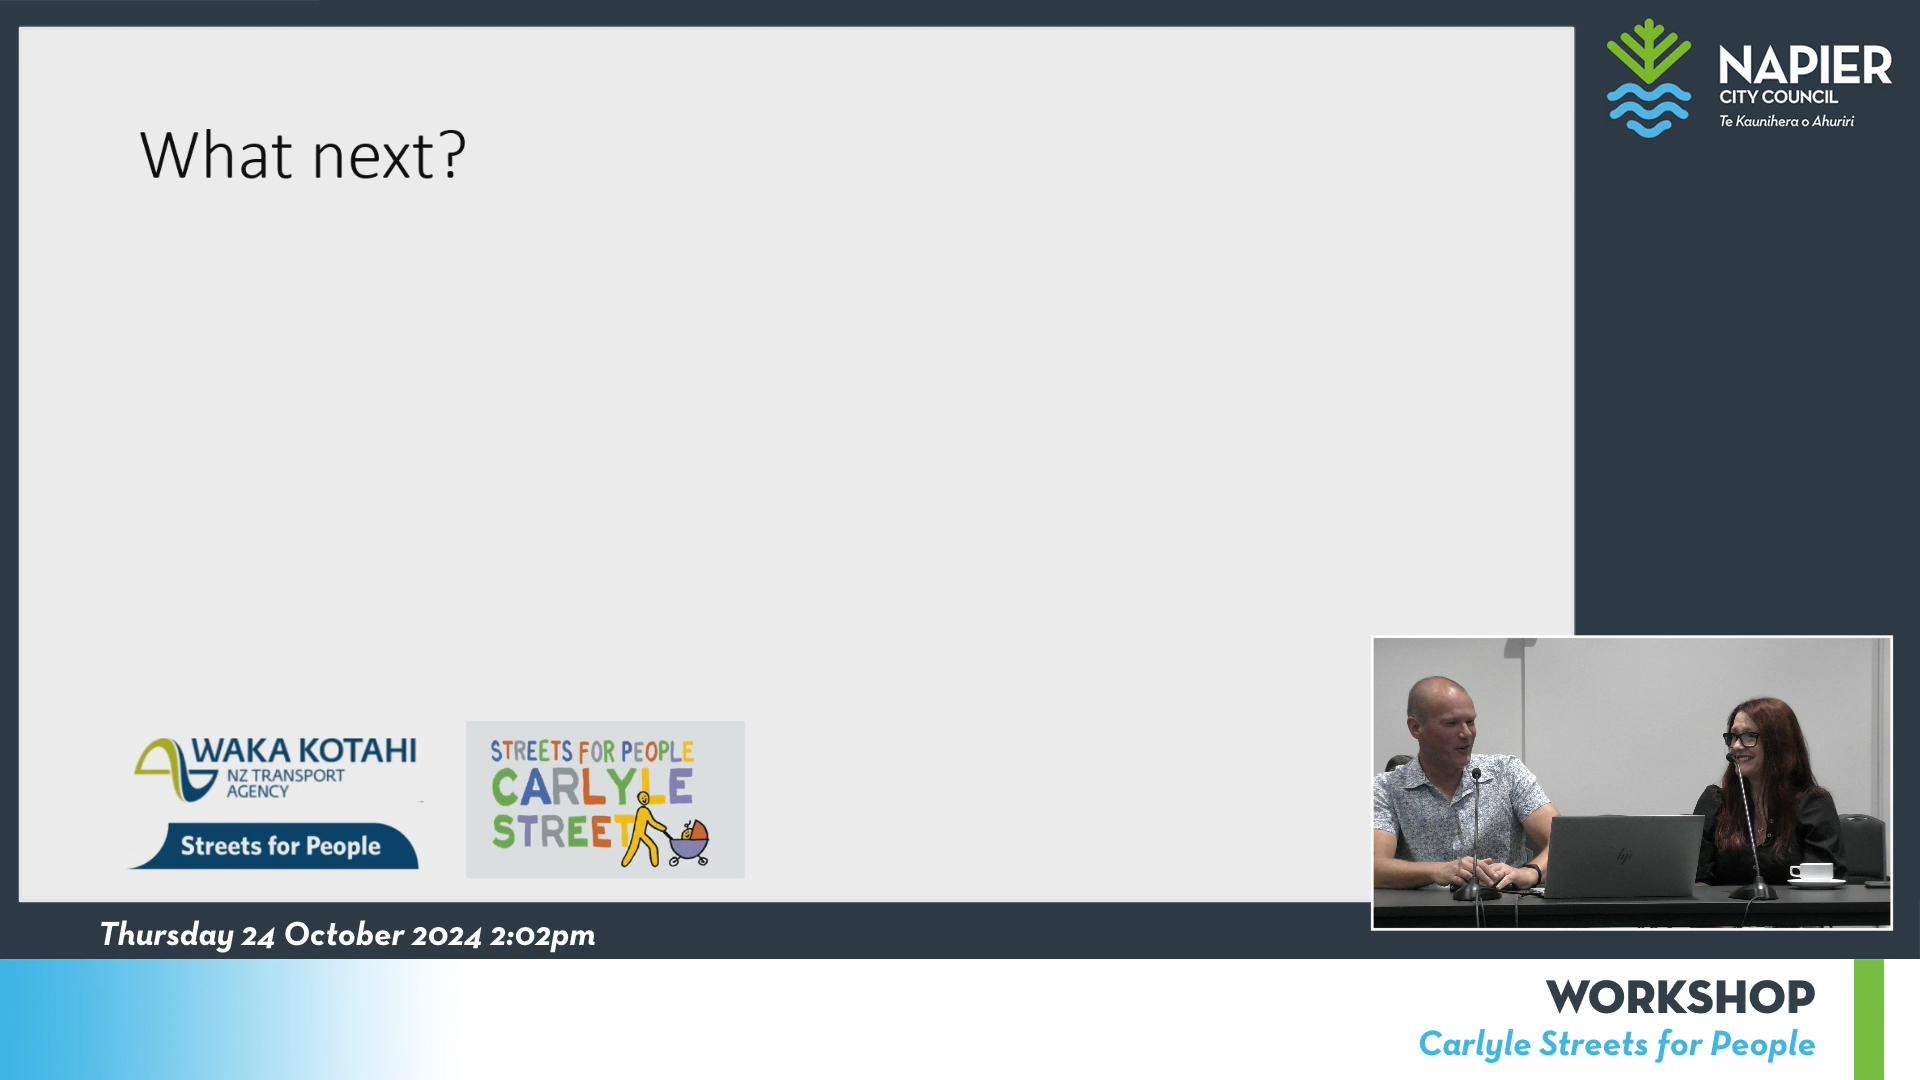 What next?
WAKA KOTAHI
NZ TRANSPORT
AGENCY
Streets for People
STREETS FOR PEOPLE
CARLYLE
STREET
NAPIER
CITY COUNCIL
Te Kaunihera o Ahuriri
hp
Thursday 24 October 2024 2:02pm
WORKSHOP
Carlyle Streets for People